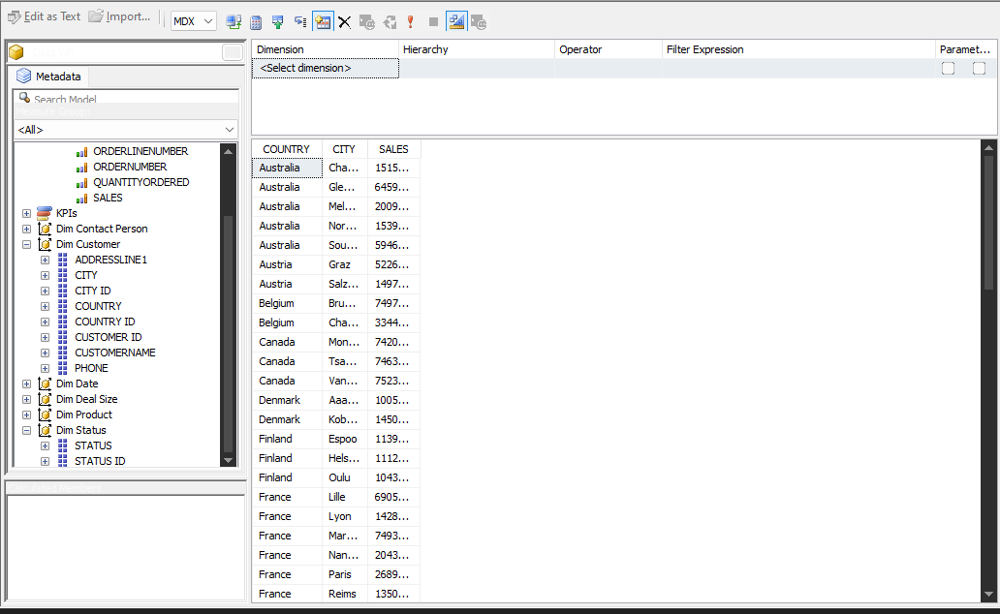 Edit as Text Import... MDX
Metadata
Search Model
Measure Group:
<All>
ORDERLINENUMBER
ORDERNUMBER
QUANTITYORDERED
SALES
KPIs
Dim Contact Person
Dim Customer
ADDRESSLINE1
CITY
CITY ID
COUNTRY
COUNTRY ID
CUSTOMER ID
CUSTOMERNAME
PHONE
Dim Date
Dim Deal Size
Dim Product
Dim Status
STATUS
STATUS ID
Calculated Members
Dimension Hierarchy Operator Filter Expression Paramet...
<Select dimension>
COUNTRY CITY SALES
Australia Cha... 1515...
Australia Gle... 6459...
Australia Mel... 2009...
Australia Nor... 1539...
Australia Sou... 5946...
Austria Graz 5226...
Austria Salz... 1497...
Belgium Bru... 7497...
Belgium Cha... 3344...
Canada Mon... 7420...
Canada Tsa... 7463...
Canada Van... 7523...
Denmark Aaa... 1005...
Denmark Kob... 1450...
Finland Espoo 1139...
Finland Hels... 1112...
Finland Oulu 1043...
France Lille 6905...
France Lyon 1428...
France Mar... 7493...
France Nan... 2043...
France Paris 2689...
France Reims 1350...